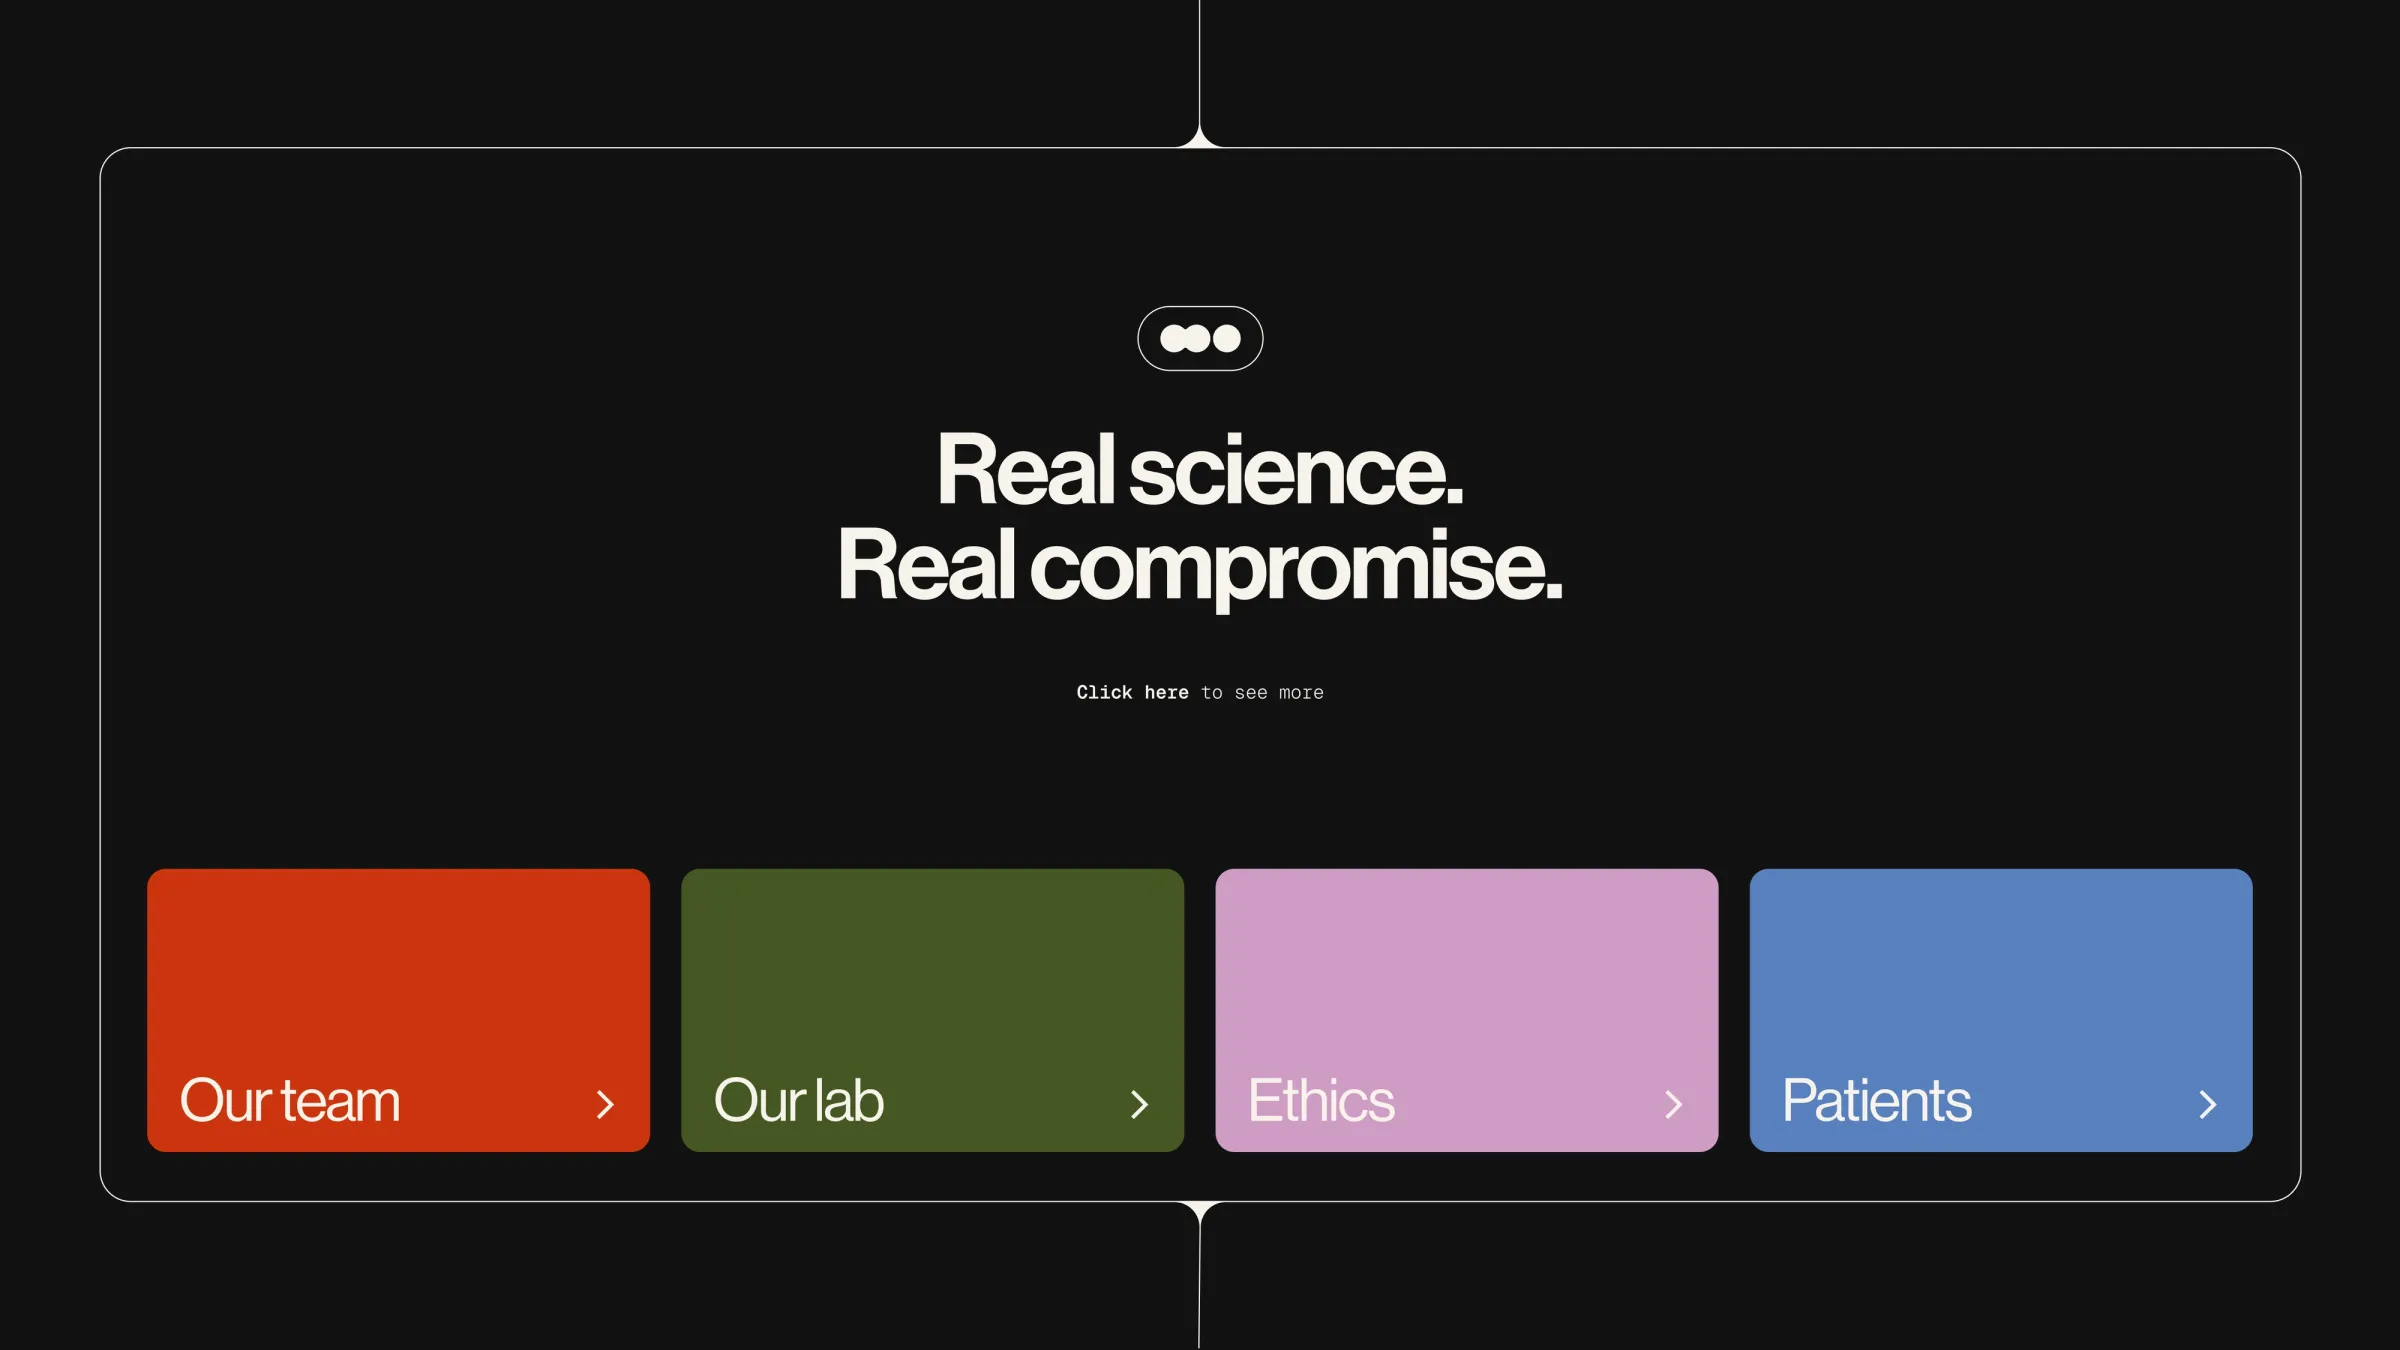 Real science.
Real compromise.
Click here to see more
Our team
Our lab
Ethics
Patients